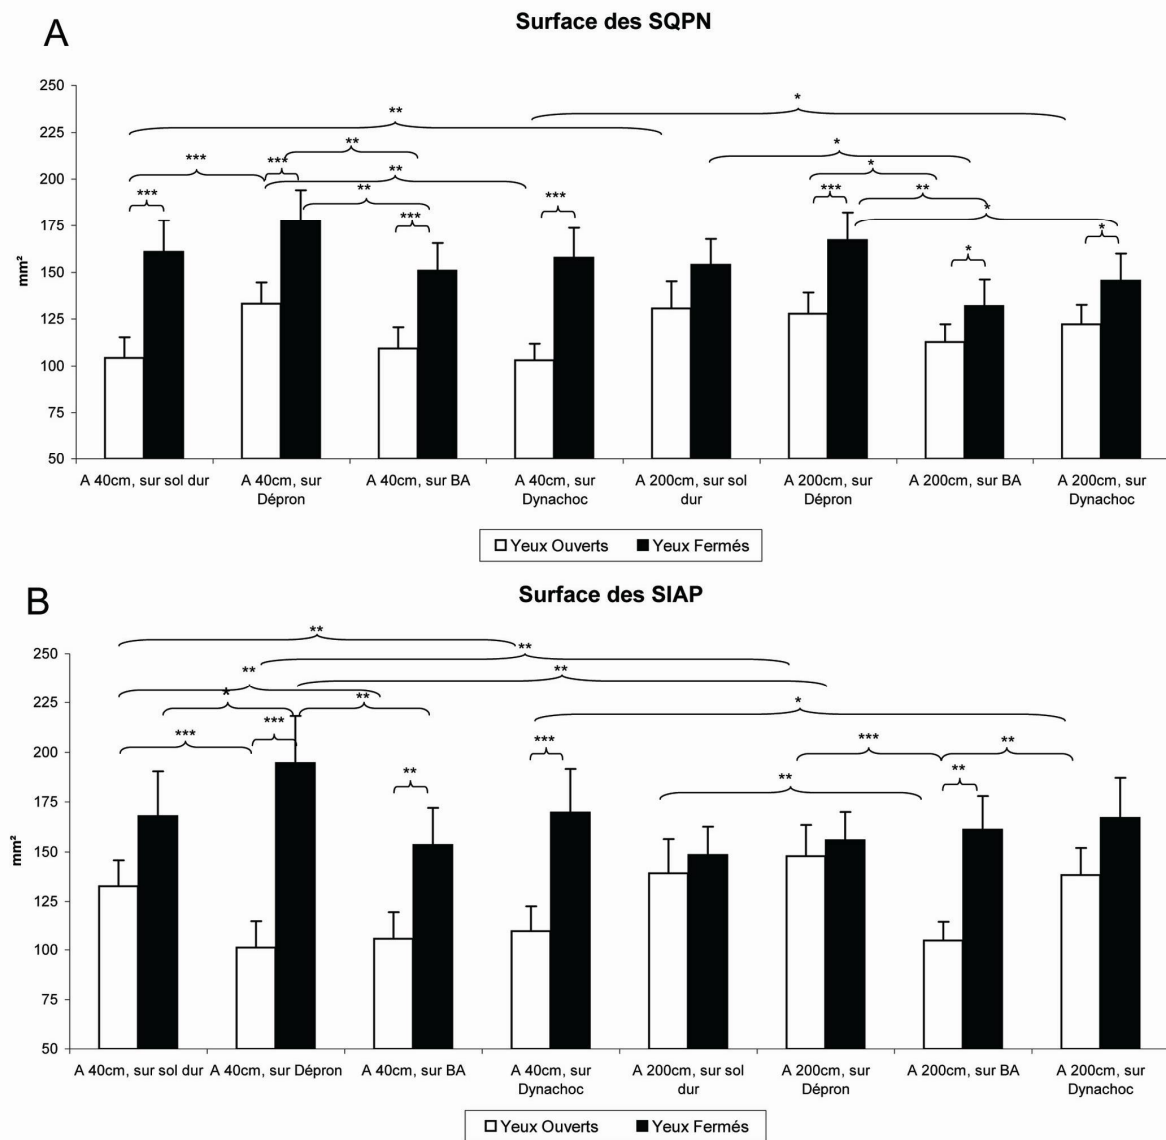 A
Surface des SQPN
250
225
200
175
150
125
100
75
50
mm²
** *
*** *** ** ** * *
*** ** *** *** *** ** * * *
A 40cm, sur sol dur
A 40cm, sur Dépron
A 40cm, sur BA
A 40cm, sur Dynachoc
A 200cm, sur sol dur
A 200cm, sur Dépron
A 200cm, sur BA
A 200cm, sur Dynachoc
Yeux Ouverts Yeux Fermés
B
Surface des SIAP
250
225
200
175
150
125
100
75
50
mm²
** **
** **
* ** *
*** *** *** *** **
** ** **
A 40cm, sur sol dur
A 40cm, sur Dépron
A 40cm, sur BA
A 40cm, sur Dynachoc
A 200cm, sur sol dur
A 200cm, sur Dépron
A 200cm, sur BA
A 200cm, sur Dynachoc
Yeux Ouverts Yeux Fermés